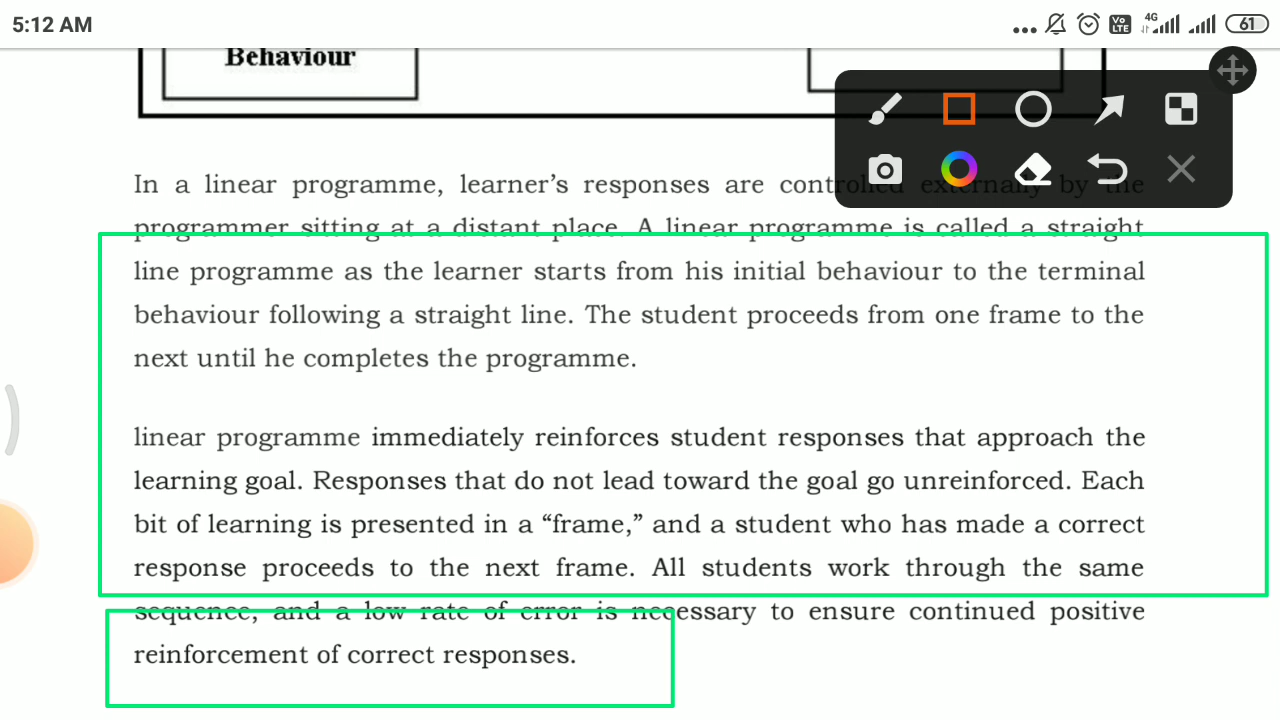 5:12 AM
VO LTE
4G
61
Behaviour
In a linear programme, learner's responses are controlled externally by the
programmer sitting at a distant place. A linear programme is called a straight
line programme as the learner starts from his initial behaviour to the terminal
behaviour following a straight line. The student proceeds from one frame to the
next until he completes the programme.
linear programme immediately reinforces student responses that approach the
learning goal. Responses that do not lead toward the goal go unreinforced. Each
bit of learning is presented in a “frame,” and a student who has made a correct
response proceeds to the next frame. All students work through the same
sequence, and a low rate of error is necessary to ensure continued positive
reinforcement of correct responses.